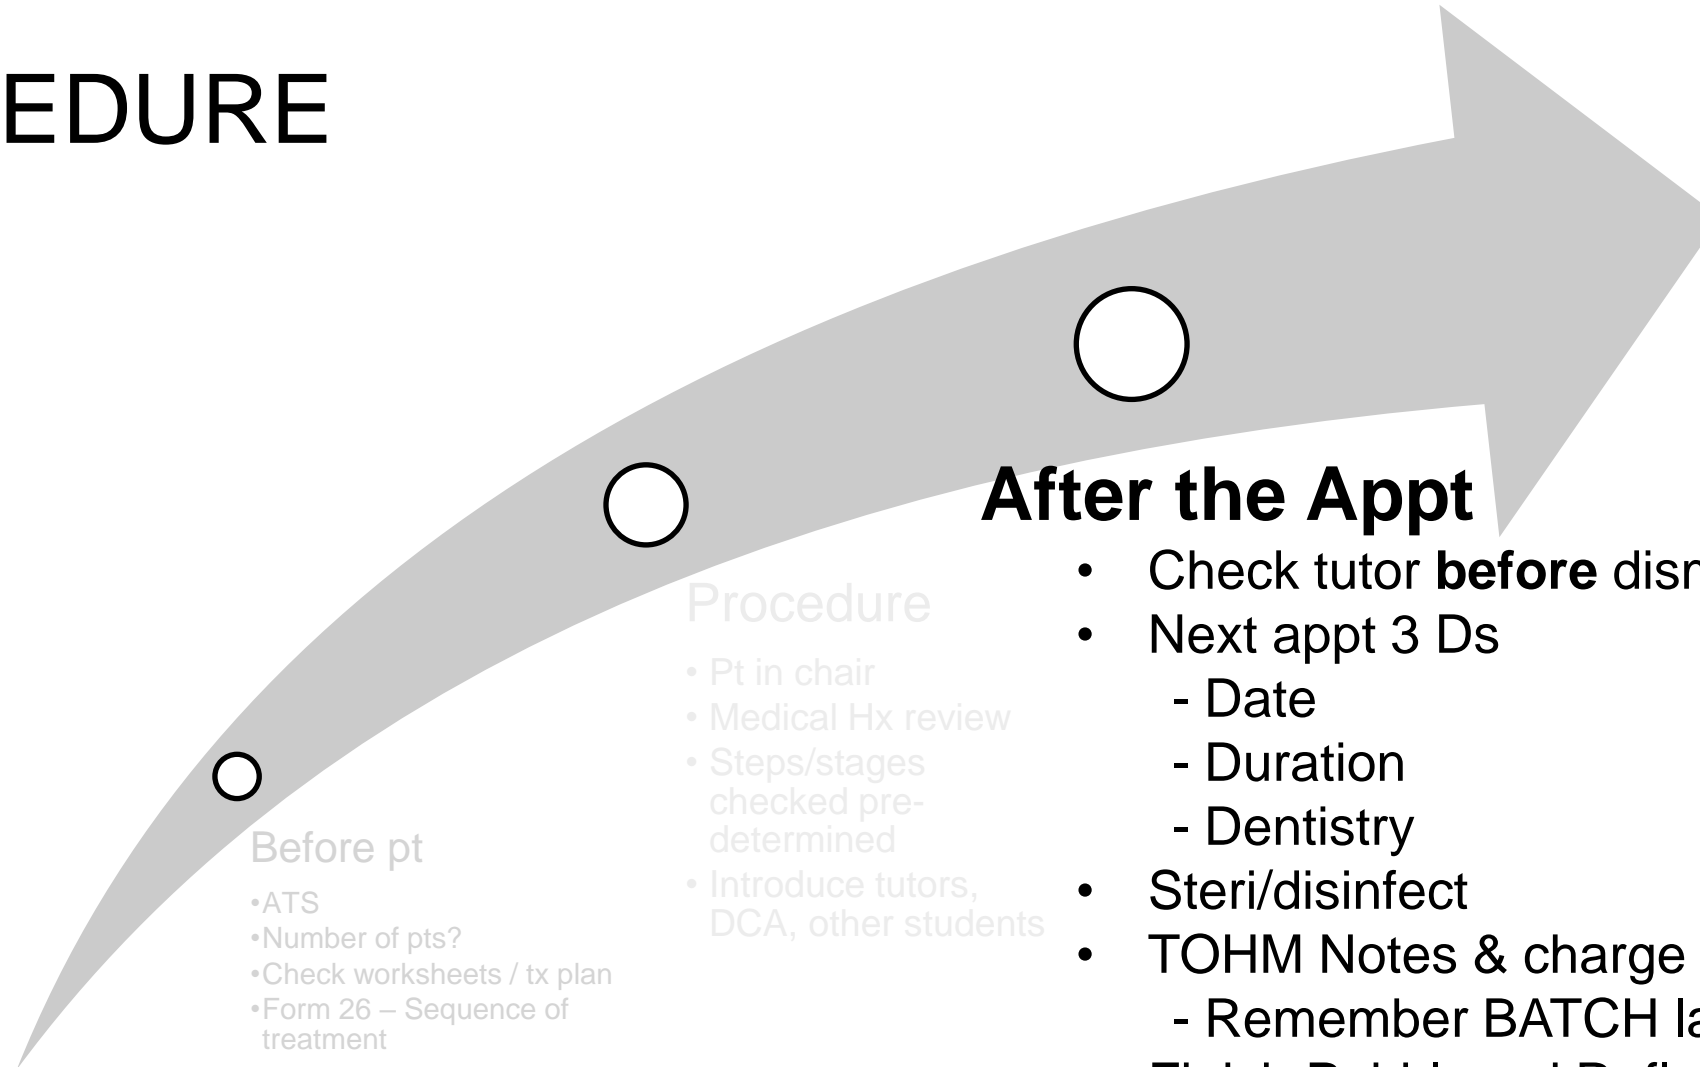 EDURE
Before pt
•ATS
•Number of pts?
•Check worksheets / tx plan
•Form 26 – Sequence of
treatment
Procedure
• Pt in chair
• Medical Hx review
• Steps/stages
checked pre-
determined
• Introduce tutors,
DCA, other students
After the Appt
• Check tutor before
• Next appt 3 Ds
- Date
- Duration
- Dentistry
• Steri/disinfect
• TOHM Notes & charge
- Remember BATCH